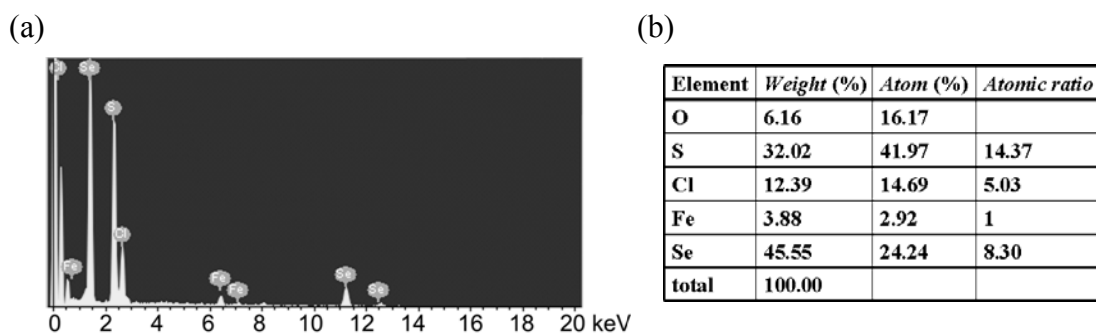 (a)
(b)
Cl
Se
S
Cl
Fe
Fe
Fe
Se
Se
0 2 4 6 8 10 12 14 16 18 20 keV
Element Weight (%) Atom (%) Atomic ratio
O 6.16 16.17
S 32.02 41.97 14.37
Cl 12.39 14.69 5.03
Fe 3.88 2.92 1
Se 45.55 24.24 8.30
total 100.00